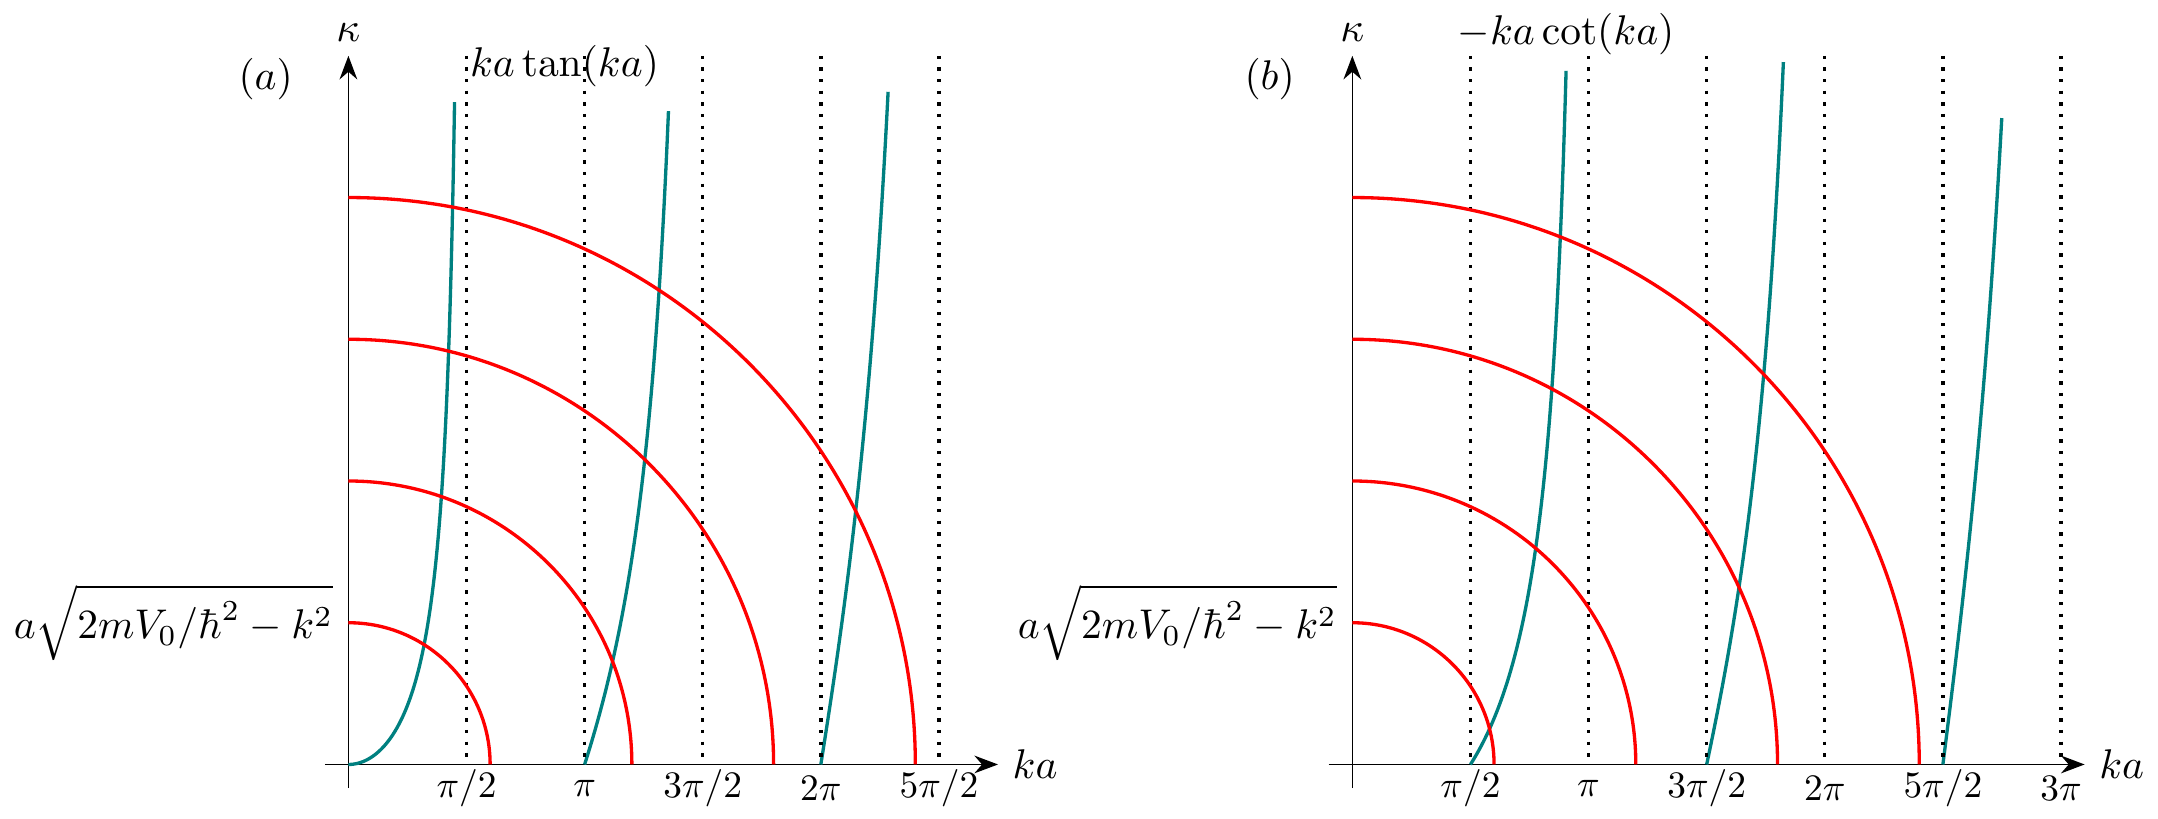 (a)
κ
ka tan(ka)
a√(2mV₀/ħ² − k²)
π/2 π 3π/2 2π 5π/2
ka
(b)
κ
−ka cot(ka)
a√(2mV₀/ħ² − k²)
π/2 π 3π/2 2π 5π/2 3π
ka